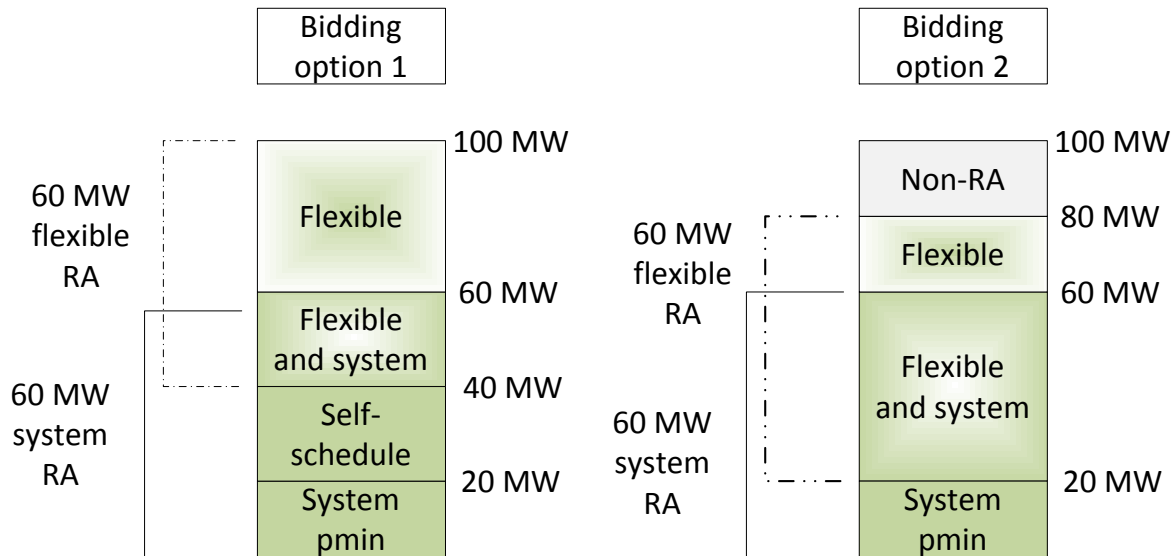 Bidding
option 1
100 MW
60 MW
flexible
RA
Flexible
60 MW
Flexible
and system
60 MW
system
RA
40 MW
Self-
schedule
20 MW
System
pmin
Bidding
option 2
100 MW
Non-RA
80 MW
60 MW
flexible
RA
Flexible
60 MW
Flexible
and system
60 MW
system
RA
20 MW
System
pmin